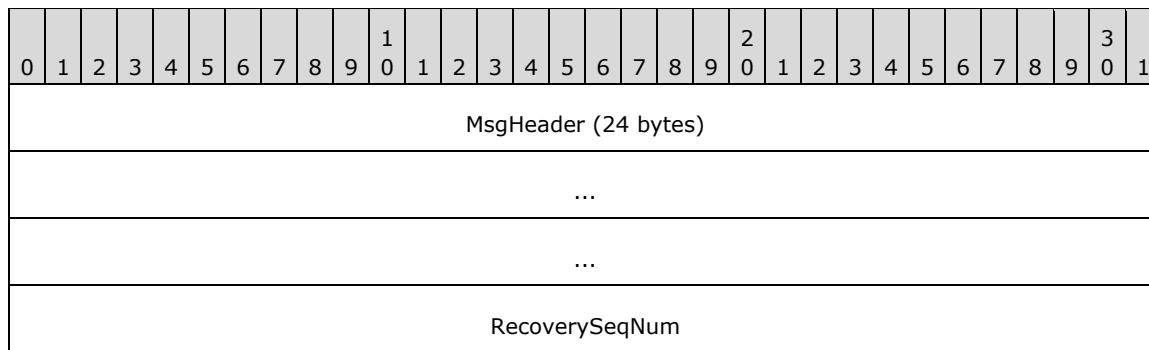 1 2 3
0 1 2 3 4 5 6 7 8 9 0 1 2 3 4 5 6 7 8 9 0 1 2 3 4 5 6 7 8 9 0 1
MsgHeader (24 bytes)
...
...
RecoverySeqNum